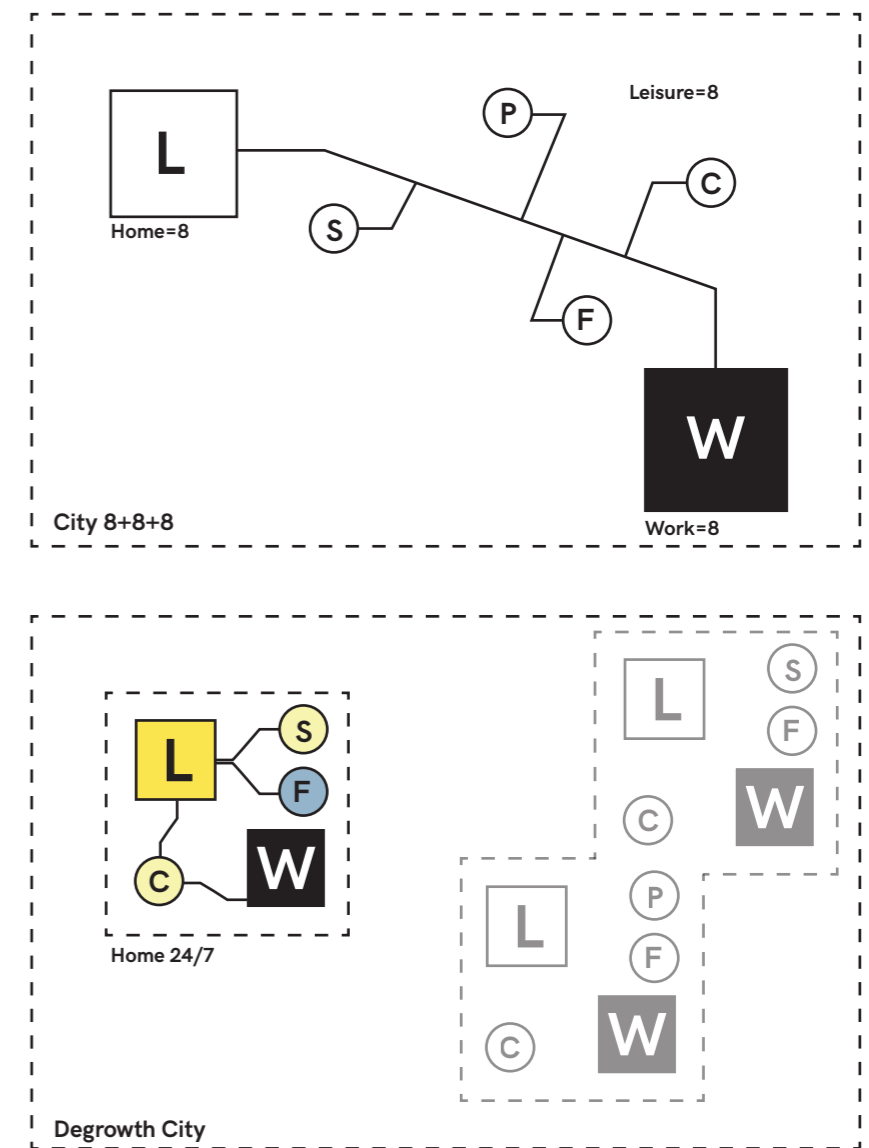 P
Leisure=8
L
C
S
Home=8
F
W
City 8+8+8
Work=8
L
S
F
C
W
Home 24/7
L
S
F
W
C
L
P
F
W
C
Degrowth City